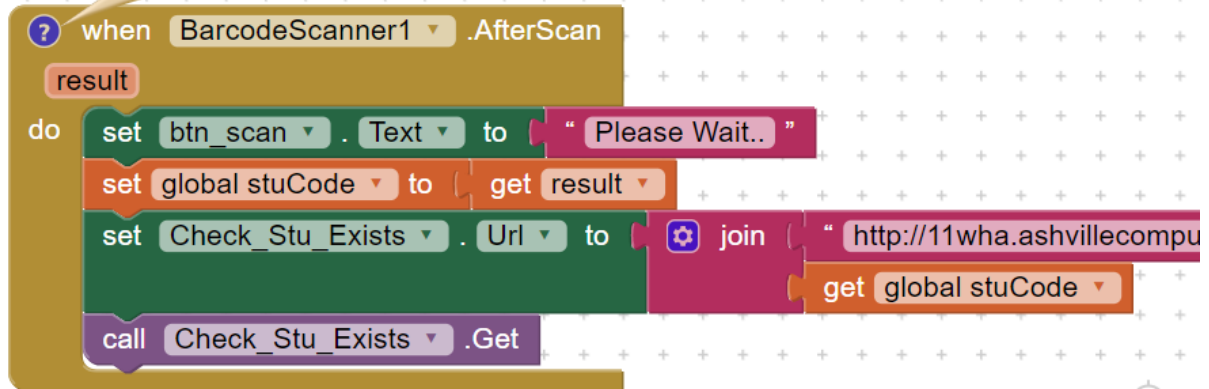 ? when BarcodeScanner1 .AfterScan
result
do set btn_scan . Text to " Please Wait.. "
set global stuCode to get result
set Check_Stu_Exists . Url to join " http://11wha.ashvillecompu
get global stuCode
call Check_Stu_Exists .Get